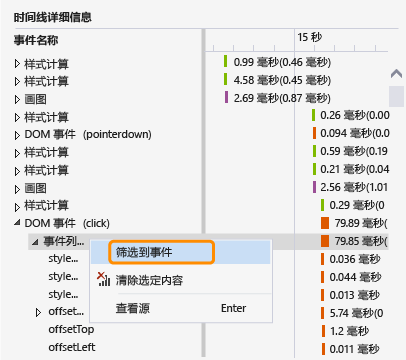 时间线详细信息
事件名称
15 秒
样式计算 0.99 毫秒(0.46 毫秒)
样式计算 4.58 毫秒(0.45 毫秒)
画图 2.69 毫秒(0.87 毫秒)
样式计算 0.26 毫秒(0.00
DOM 事件 (pointerdown) 0.094 毫秒(0.0
样式计算 0.59 毫秒(0.19
样式计算 0.21 毫秒(0.04
画图 2.56 毫秒(1.01
样式计算 0.29 毫秒(0
DOM 事件 (click) 79.89 毫秒(
事件列... 79.85 毫秒(
筛选到事件
style... 0.036 毫秒
style... 清除选定内容 0.044 毫秒
style... 0.013 毫秒
offset... 查看源 Enter 5.74 毫秒(0
offsetTop 1.2 毫秒
offsetLeft 0.011 毫秒